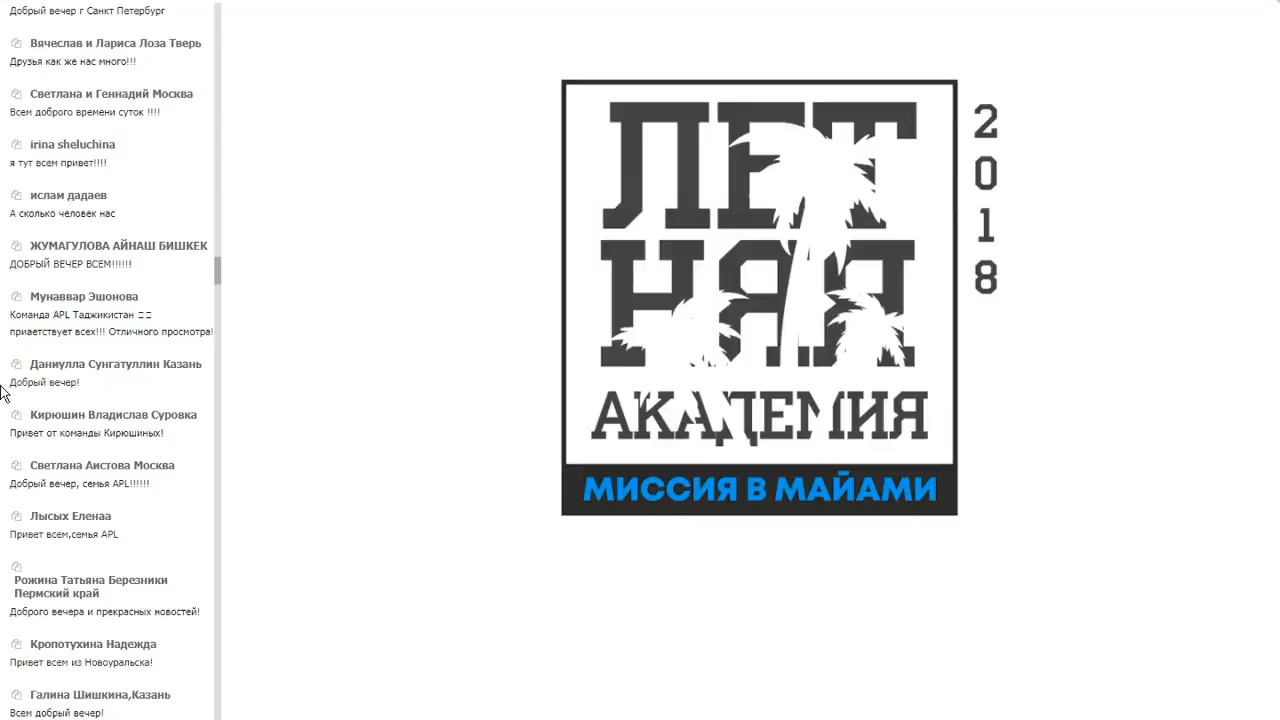 Добрый вечер г Санкт Петербург
Вячеслав и Лариса Лоза Тверь
Друзья как же нас много!!!
Светлана и Геннадий Москва
Всем доброго времени суток !!!!
irina sheluchina
я тут всем привет!!!!
ислам дадаев
А сколько человек нас
ЖУМАГУЛОВА АЙНАШ БИШКЕК
ДОБРЫЙ ВЕЧЕР ВСЕМ!!!!!!
Мунаввар Эшонова
Команда APL Таджикистан
приаетствует всех!!! Отличного просмотра!
Даниулла Сунгатуллин Казань
Добрый вечер!
Кирюшин Владислав Суровка
Привет от команды Кирюшиных!
Светлана Аистова Москва
Добрый вечер, семья APL!!!!!!
Лысых Еленаа
Привет всем,семья APL
Рожина Татьяна Березники
Пермский край
Доброго вечера и прекрасных новостей!
Кропотухина Надежда
Привет всем из Новоуральска!
Галина Шишкина,Казань
Всем добрый вечер!
ЛЕТ
НЯЯ
АКАДЕМИЯ
МИССИЯ В МАЙАМИ
2
0
1
8